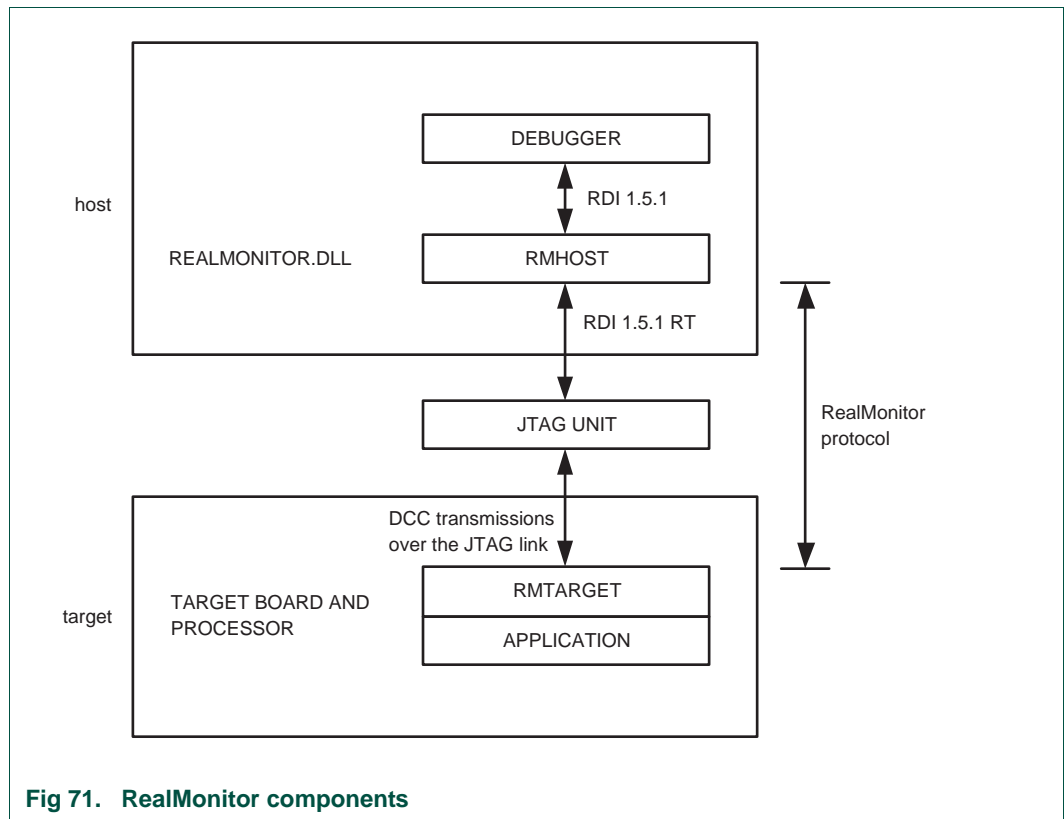 DEBUGGER
RDI 1.5.1
host
REALMONITOR.DLL
RMHOST
RDI 1.5.1 RT
JTAG UNIT
RealMonitor
protocol
DCC transmissions
over the JTAG link
target
TARGET BOARD AND
PROCESSOR
RMTARGET
APPLICATION
Fig 71. RealMonitor components